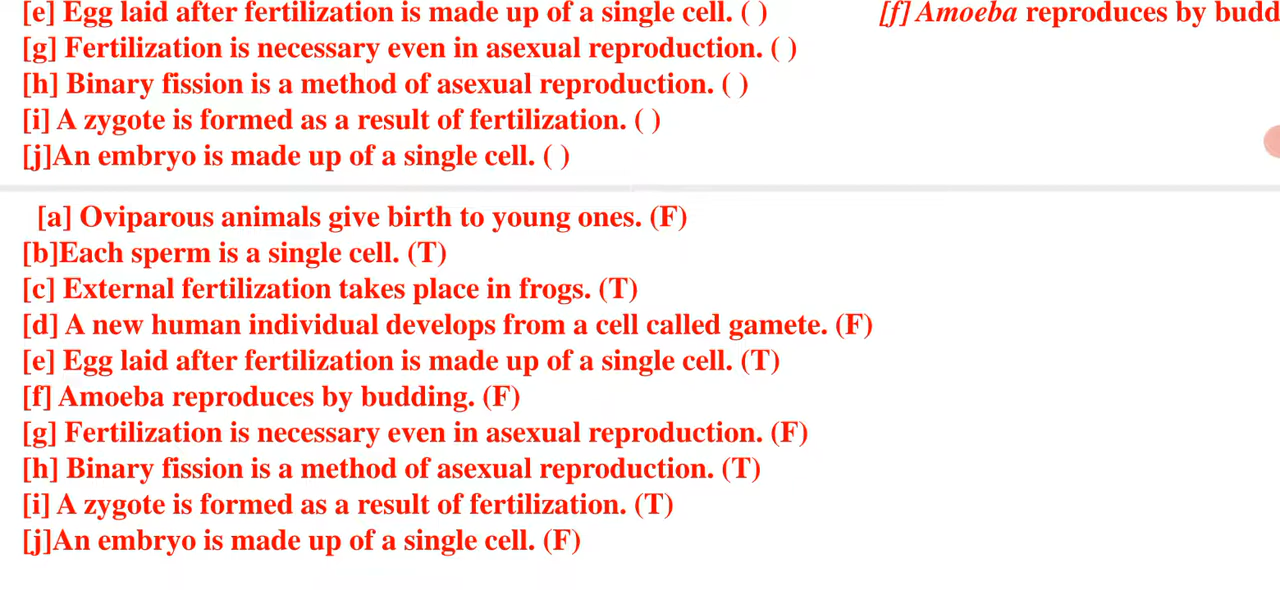 [e] Egg laid after fertilization is made up of a single cell. ( ) [f] Amoeba reproduces by budd
[g] Fertilization is necessary even in asexual reproduction. ( )
[h] Binary fission is a method of asexual reproduction. ( )
[i] A zygote is formed as a result of fertilization. ( )
[j]An embryo is made up of a single cell. ( )
[a] Oviparous animals give birth to young ones. (F)
[b]Each sperm is a single cell. (T)
[c] External fertilization takes place in frogs. (T)
[d] A new human individual develops from a cell called gamete. (F)
[e] Egg laid after fertilization is made up of a single cell. (T)
[f] Amoeba reproduces by budding. (F)
[g] Fertilization is necessary even in asexual reproduction. (F)
[h] Binary fission is a method of asexual reproduction. (T)
[i] A zygote is formed as a result of fertilization. (T)
[j]An embryo is made up of a single cell. (F)